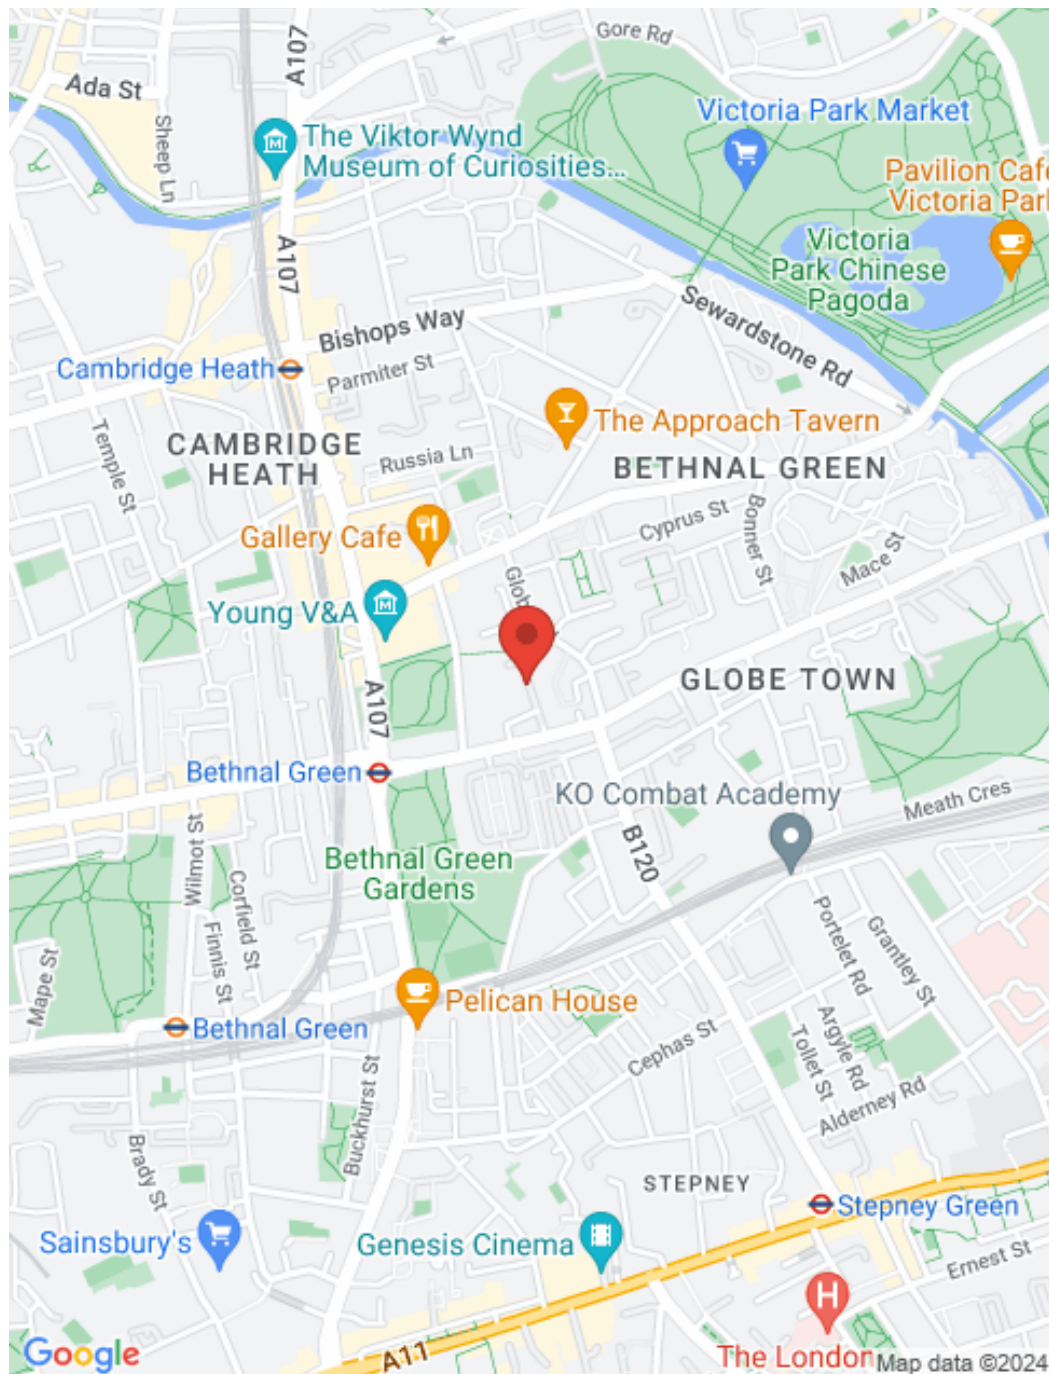 Gore Rd
A107
Ada St
Sheep Ln
The Viktor Wynd
Museum of Curiosities...
Victoria Park Market
Pavilion Cafe
Victoria Park
Victoria
Park Chinese
Pagoda
A107
Bishops Way
Sewardstone Rd
Cambridge Heath
Parmiter St
The Approach Tavern
CAMBRIDGE
HEATH
Temple St
Russia Ln
BETHNAL GREEN
Gallery Cafe
Cyprus St
Bonner St
Mace St
Young V&A
GLOBE TOWN
A107
Bethnal Green
KO Combat Academy
Meath Cres
B120
Wilmot St
Corfield St
Finnis St
Bethnal Green
Gardens
Mape St
Portelet Rd
Grantley St
Pelican House
Bethnal Green
Cephas St
Argyle Rd
Tollet St
Alderney Rd
Buckhurst St
Brady St
STEPNEY
Stepney Green
Sainsbury's
Genesis Cinema
Ernest St
H
A11
The London
Google
Map data ©2024